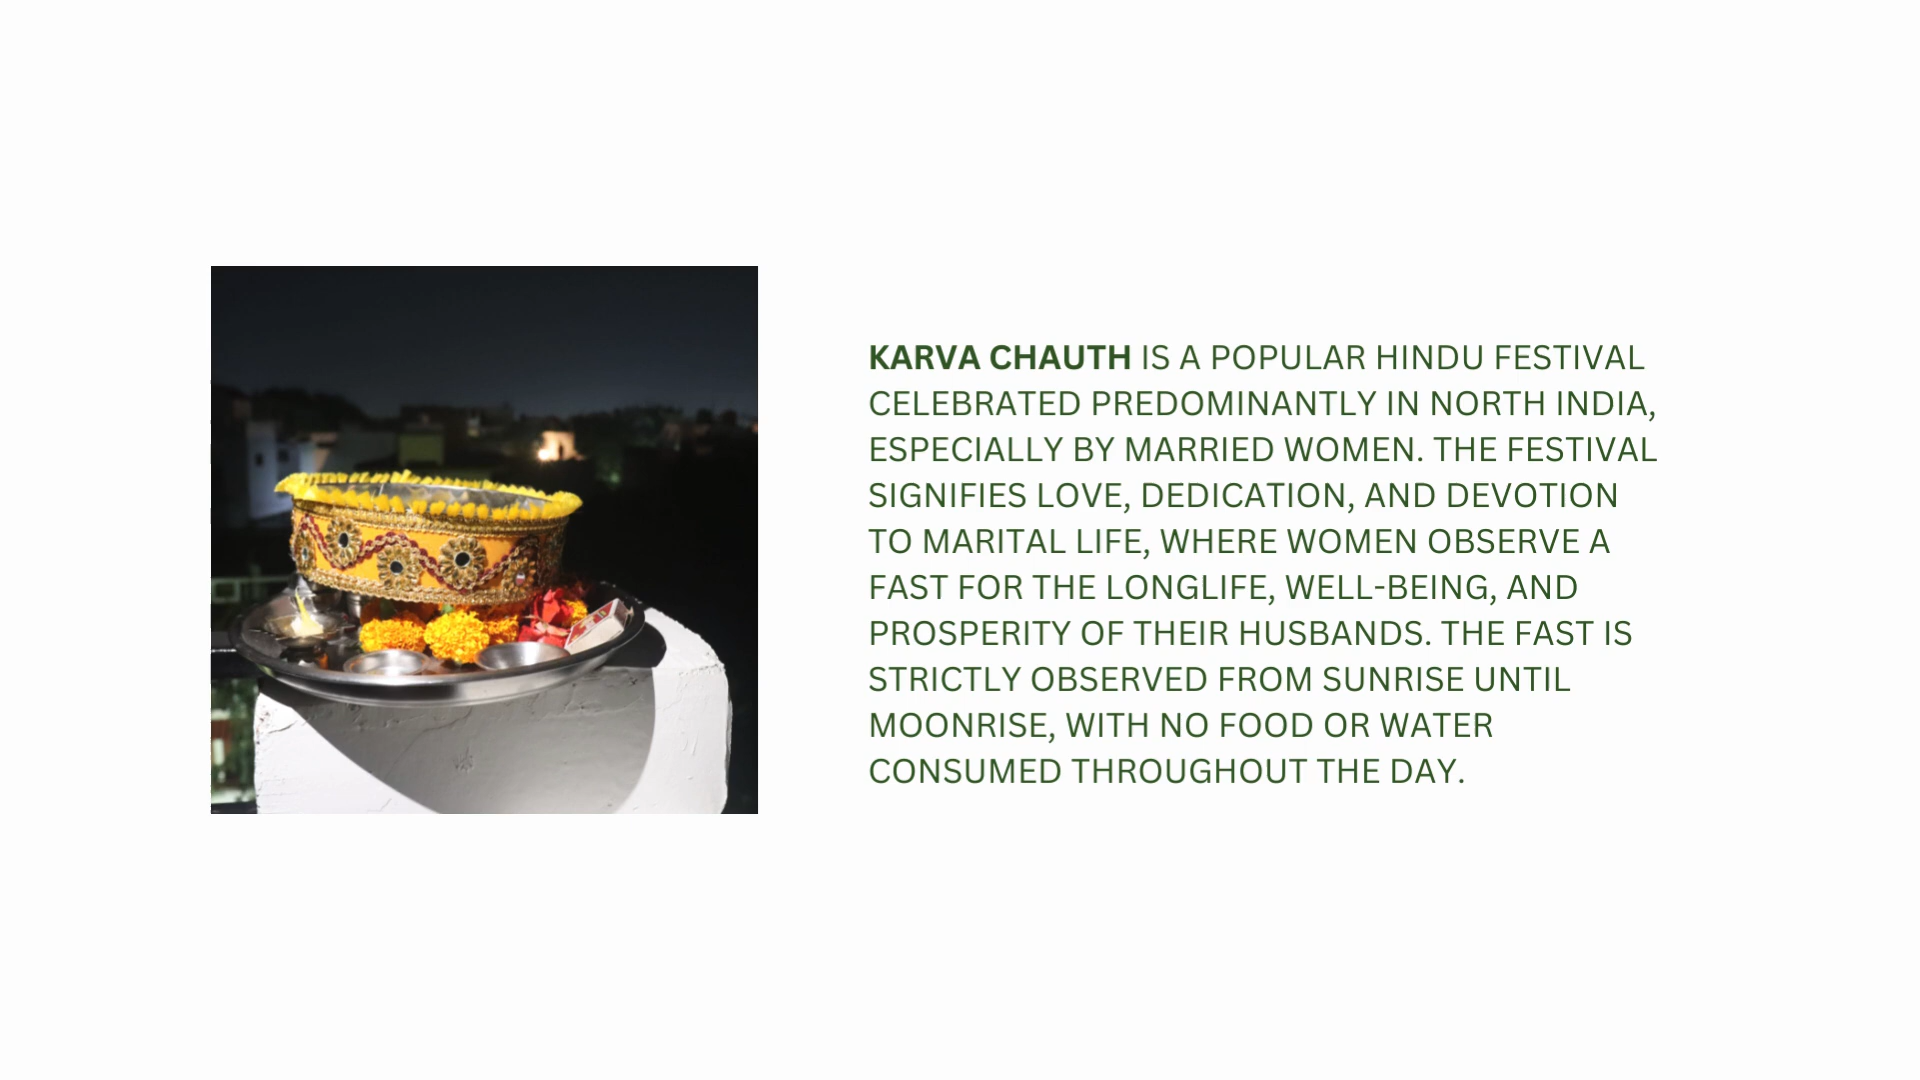 KARVA CHAUTH IS A POPULAR HINDU FESTIVAL
CELEBRATED PREDOMINANTLY IN NORTH INDIA,
ESPECIALLY BY MARRIED WOMEN. THE FESTIVAL
SIGNIFIES LOVE, DEDICATION, AND DEVOTION
TO MARITAL LIFE, WHERE WOMEN OBSERVE A
FAST FOR THE LONGLIFE, WELL-BEING, AND
PROSPERITY OF THEIR HUSBANDS. THE FAST IS
STRICTLY OBSERVED FROM SUNRISE UNTIL
MOONRISE, WITH NO FOOD OR WATER
CONSUMED THROUGHOUT THE DAY.